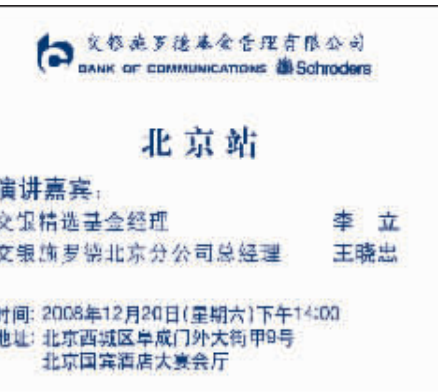 交银施罗德基金管理有限公司
BANK OF COMMUNICATIONS Schroders
北京站
演讲嘉宾:
交银精选基金经理 李 立
交银施罗德北京分公司总经理 王晓忠
时间: 2008年12月20日(星期六)下午14:00
地址: 北京西城区阜成门外大街甲9号
北京国宾酒店大宴会厅